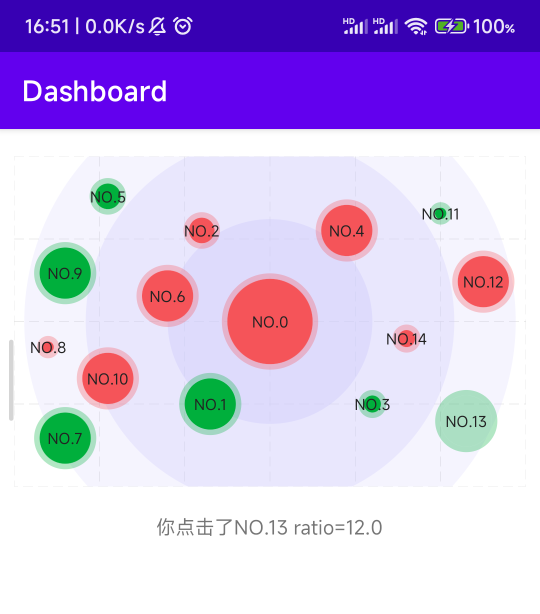 16:51 | 0.0K/s HD HD 100%
Dashboard
NO.5
NO.11
NO.2
NO.4
NO.9
NO.12
NO.6
NO.0
NO.14
NO.8
NO.10
NO.1
NO.3
NO.13
NO.7
你点击了NO.13 ratio=12.0